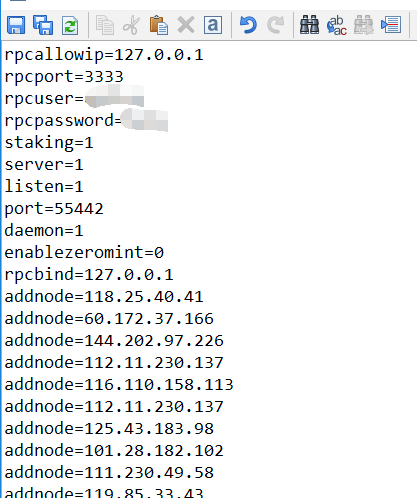 rpcallowip=127.0.0.1
rpcport=3333
rpcuser=
rpcpassword=
staking=1
server=1
listen=1
port=55442
daemon=1
enablezeromint=0
rpcbind=127.0.0.1
addnode=118.25.40.41
addnode=60.172.37.166
addnode=144.202.97.226
addnode=112.11.230.137
addnode=116.110.158.113
addnode=112.11.230.137
addnode=125.43.183.98
addnode=101.28.182.102
addnode=111.230.49.58
addnode=119.85.33.43